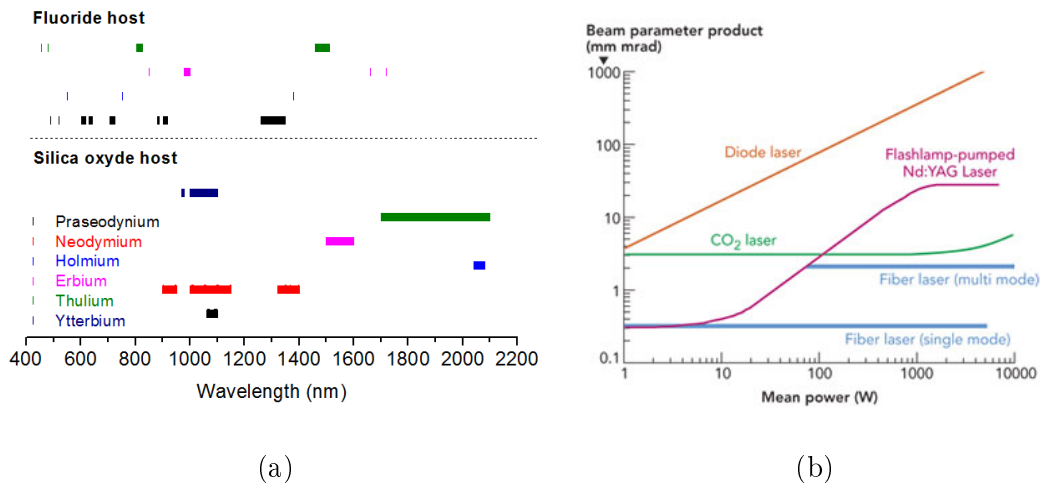 Fluoride host
Silica oxyde host
Praseodynium
Neodymium
Holmium
Erbium
Thulium
Ytterbium
400 600 800 1000 1200 1400 1600 1800 2000 2200
Wavelength (nm)
(a)
Beam parameter product
(mm mrad)
1000
100
10
1
0.1
Diode laser
Flashlamp-pumped
Nd:YAG Laser
CO2 laser
Fiber laser (multi mode)
Fiber laser (single mode)
1 10 100 1000 10000
Mean power (W)
(b)